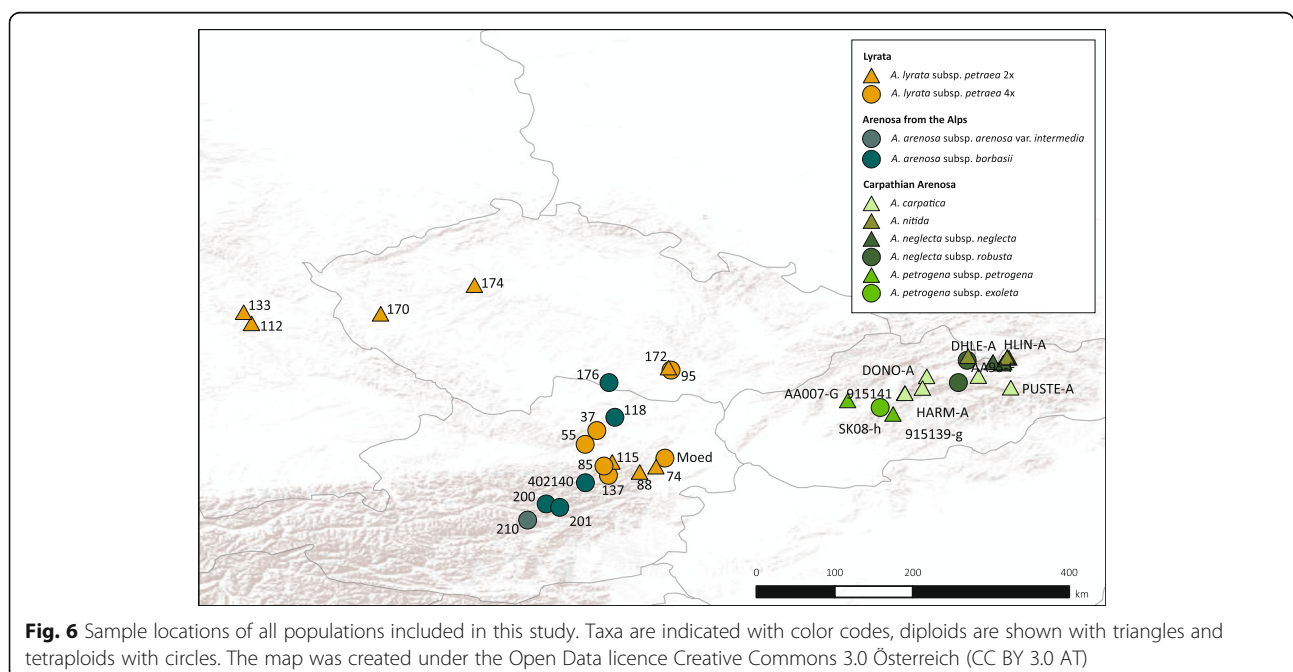 Lyrata
A. lyrata subsp. petraea 2x
A. lyrata subsp. petraea 4x
Arenosa from the Alps
A. arenosa subsp. arenosa var. intermedia
A. arenosa subsp. borbasii
Carpathian Arenosa
A. carpatica
A. nitida
A. neglecta subsp. neglecta
A. neglecta subsp. robusta
A. petrogena subsp. petrogena
A. petrogena subsp. exoleta
174
133
170
112
172
DHLE-A HLIN-A
176
95
DONO-A
PUSTE-A
AA007-G 915141
118
HARM-A
37
SK08-h
915139-g
55
115
Moed
85
74
402140
137
88
200
201
210
0 100 200 400
km
Fig. 6 Sample locations of all populations included in this study. Taxa are indicated with color codes, diploids are shown with triangles and
tetraploids with circles. The map was created under the Open Data licence Creative Commons 3.0 Österreich (CC BY 3.0 AT)